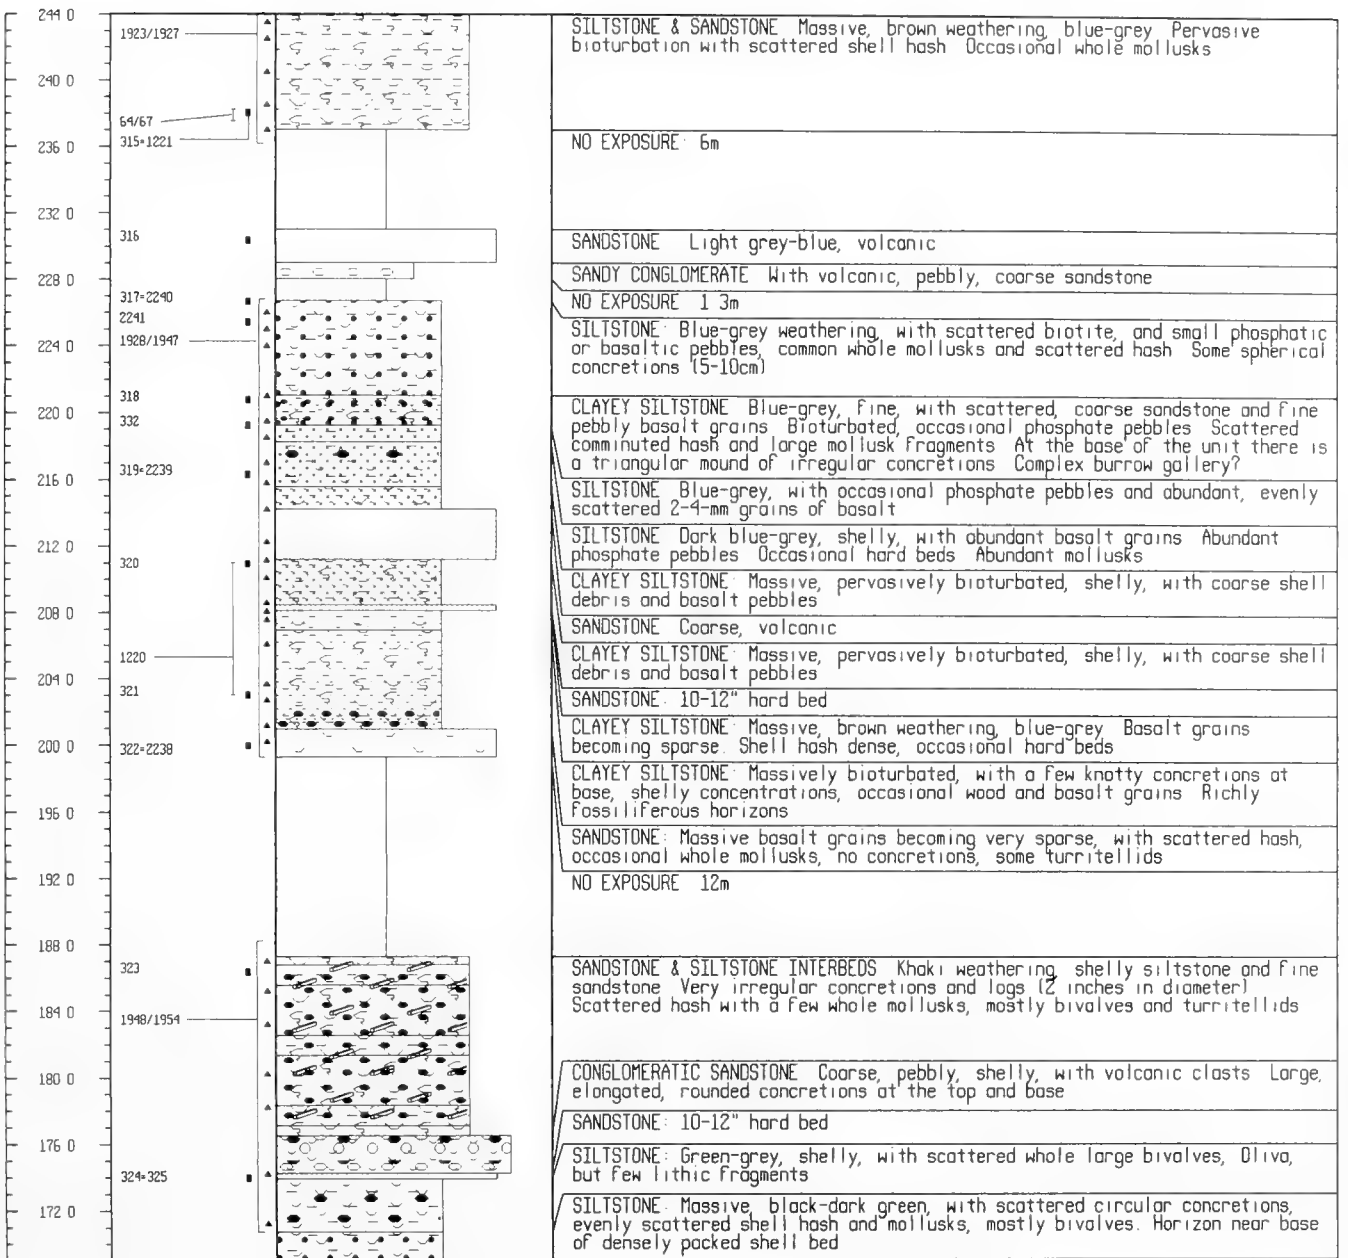 244 0
240 0
236 0
232 0
228 0
224 0
220 0
216 0
212 0
208 0
204 0
200 0
196 0
192 0
188 0
184 0
180 0
176 0
172 0
1923/1927
64/67
315=1221
316
317=2240
2241
1928/1947
318
332
319=2239
320
1220
321
322=2238
323
1948/1954
324=325
SILTSTONE & SANDSTONE Massive, brown weathering, blue-grey Pervasive
bioturbation with scattered shell hash Occasional whole mollusks
NO EXPOSURE 6m
SANDSTONE Light grey-blue, volcanic
SANDY CONGLOMERATE With volcanic, pebbly, coarse sandstone
NO EXPOSURE 1 3m
SILTSTONE Blue-grey weathering, with scattered biotite, and small phosphatic
or basaltic pebbles, common whole mollusks and scattered hash Some spherical
concretions (5-10cm)
CLAYEY SILTSTONE Blue-grey, fine, with scattered, coarse sandstone and fine
pebbly basalt grains Bioturbated, occasional phosphate pebbles Scattered
comminuted hash and large mollusk fragments At the base of the unit there is
a triangular mound of irregular concretions Complex burrow gallery?
SILTSTONE Blue-grey, with occasional phosphate pebbles and abundant, evenly
scattered 2-4-mm grains of basalt
SILTSTONE Dark blue-grey, shelly, with abundant basalt grains Abundant
phosphate pebbles Occasional hard beds Abundant mollusks
CLAYEY SILTSTONE Massive, pervasively bioturbated, shelly, with coarse shell
debris and basalt pebbles
SANDSTONE Coarse, volcanic
CLAYEY SILTSTONE Massive, pervasively bioturbated, shelly, with coarse shell
debris and basalt pebbles
SANDSTONE: 10-12" hard bed
CLAYEY SILTSTONE Massive, brown weathering, blue-grey Basalt grains
becoming sparse. Shell hash dense, occasional hard beds
CLAYEY SILTSTONE Massively bioturbated, with a few knotty concretions at
base, shelly concentrations, occasional wood and basalt grains Richly
fossiliferous horizons
SANDSTONE: Massive basalt grains becoming very sparse, with scattered hash,
occasional whole mollusks, no concretions, some turritellids
NO EXPOSURE 12m
SANDSTONE & SILTSTONE INTERBEDS Khaki weathering, shelly siltstone and fine
sandstone Very irregular concretions and logs (2 inches in diameter)
Scattered hash with a few whole mollusks, mostly bivalves and turritellids
CONGLOMERATIC SANDSTONE Coarse, pebbly, shelly, with volcanic clasts Large,
elongated, rounded concretions at the top and base
SANDSTONE: 10-12" hard bed
SILTSTONE: Green-grey, shelly, with scattered whole large bivalves, Oliva,
but few lithic fragments
SILTSTONE: Massive, black-dark green, with scattered circular concretions,
evenly scattered shell hash and mollusks, mostly bivalves. Horizon near base
of densely packed shell bed